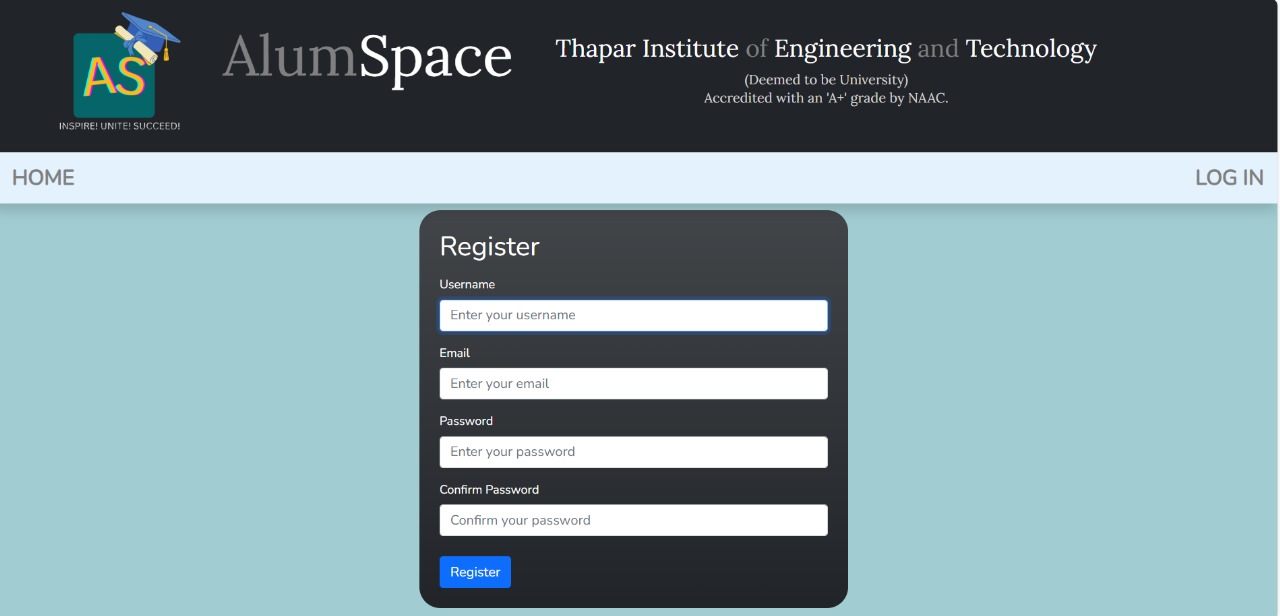 AS
INSPIRE! UNITE! SUCCEED!
AlumSpace
Thapar Institute of Engineering and Technology
(Deemed to be University)
Accredited with an 'A+' grade by NAAC.
HOME
LOG IN
Register
Username
Enter your username
Email
Enter your email
Password
Enter your password
Confirm Password
Confirm your password
Register